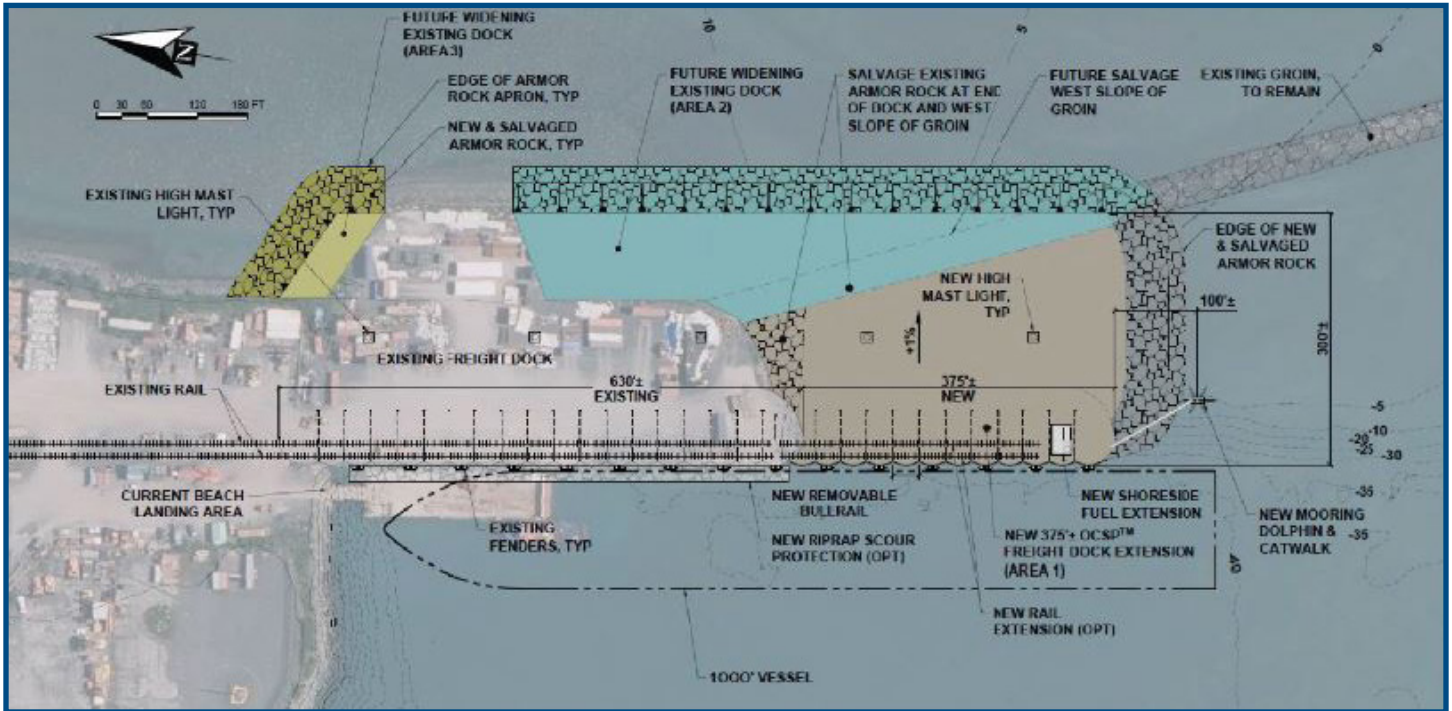 FUTURE WIDENING
EXISTING DOCK
(AREA 3)
EDGE OF ARMOR
ROCK APRON, TYP
NEW & SALVAGED
ARMOR ROCK, TYP
EXISTING HIGH MAST
LIGHT, TYP
N
0 30 60 120 180 FT
FUTURE WIDENING
EXISTING DOCK
(AREA 2)
SALVAGE EXISTING
ARMOR ROCK AT END
OF DOCK AND WEST
SLOPE OF GROIN
FUTURE SALVAGE
WEST SLOPE OF
GROIN
EXISTING GROIN,
TO REMAIN
10
5
0
EDGE OF NEW
& SALVAGED
ARMOR ROCK
NEW HIGH
MAST LIGHT,
TYP
+1%
100'±
300'±
EXISTING FREIGHT DOCK
EXISTING RAIL
630'±
EXISTING
375'±
NEW
-5
-10
-20
-25
-30
-35
-35
-40
CURRENT BEACH
LANDING AREA
EXISTING
FENDERS, TYP
NEW REMOVABLE
BULLRAIL
NEW RIPRAP SCOUR
PROTECTION (OPT)
NEW SHORESIDE
FUEL EXTENSION
NEW 375'± OCSP™
FREIGHT DOCK EXTENSION
(AREA 1)
NEW MOORING
DOLPHIN &
CATWALK
NEW RAIL
EXTENSION (OPT)
1000' VESSEL